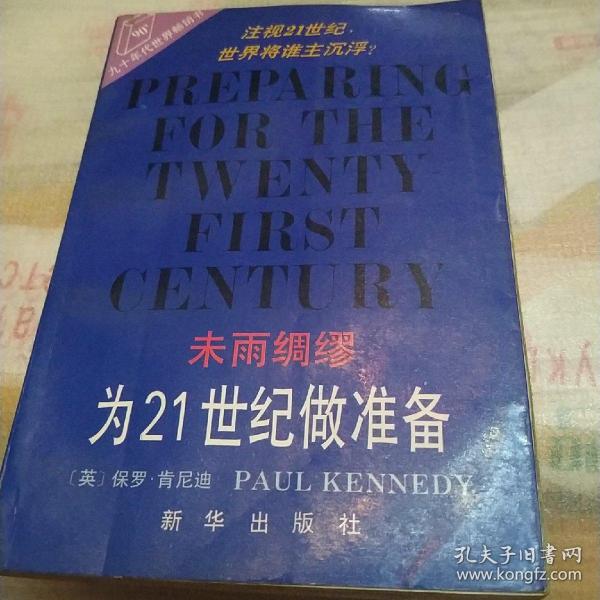 90'
九十年代世界畅销书
注视21世纪，
世界将谁主沉浮？
PREPARING
FOR THE
TWENTY
FIRST
CENTURY
未雨绸缪
为21世纪做准备
〔英〕保罗·肯尼迪 PAUL KENNEDY
新华出版社
孔夫子旧书网
www.kongfz.com